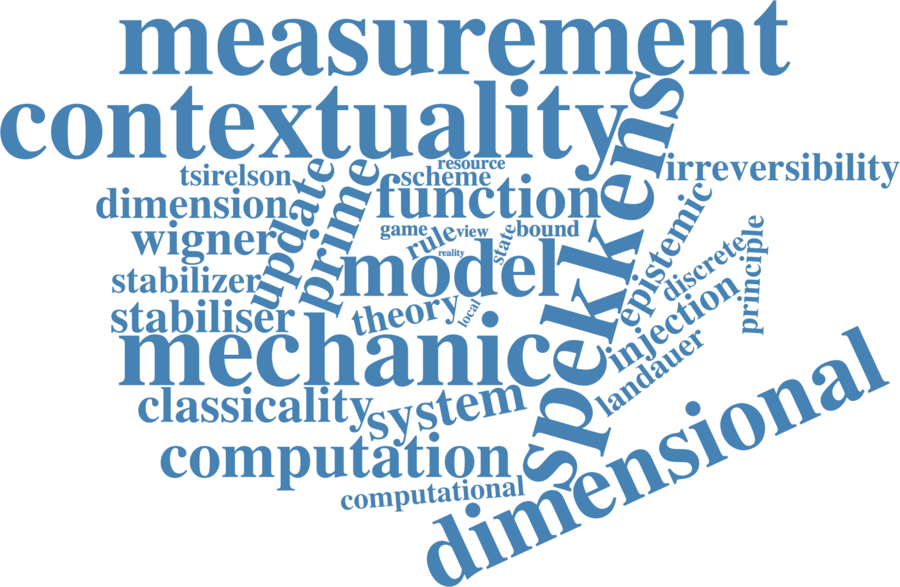 measurement
contextuality
spekkens
resource
irreversibility
tsirelson
scheme
update
prime
dimension
function
epistemic
game
rule
view
state
bound
wigner
reality
discrete
principle
model
stabilizer
injection
stabiliser
theory
local
mechanic
landauer
classicality
system
computation
computational
dimensional